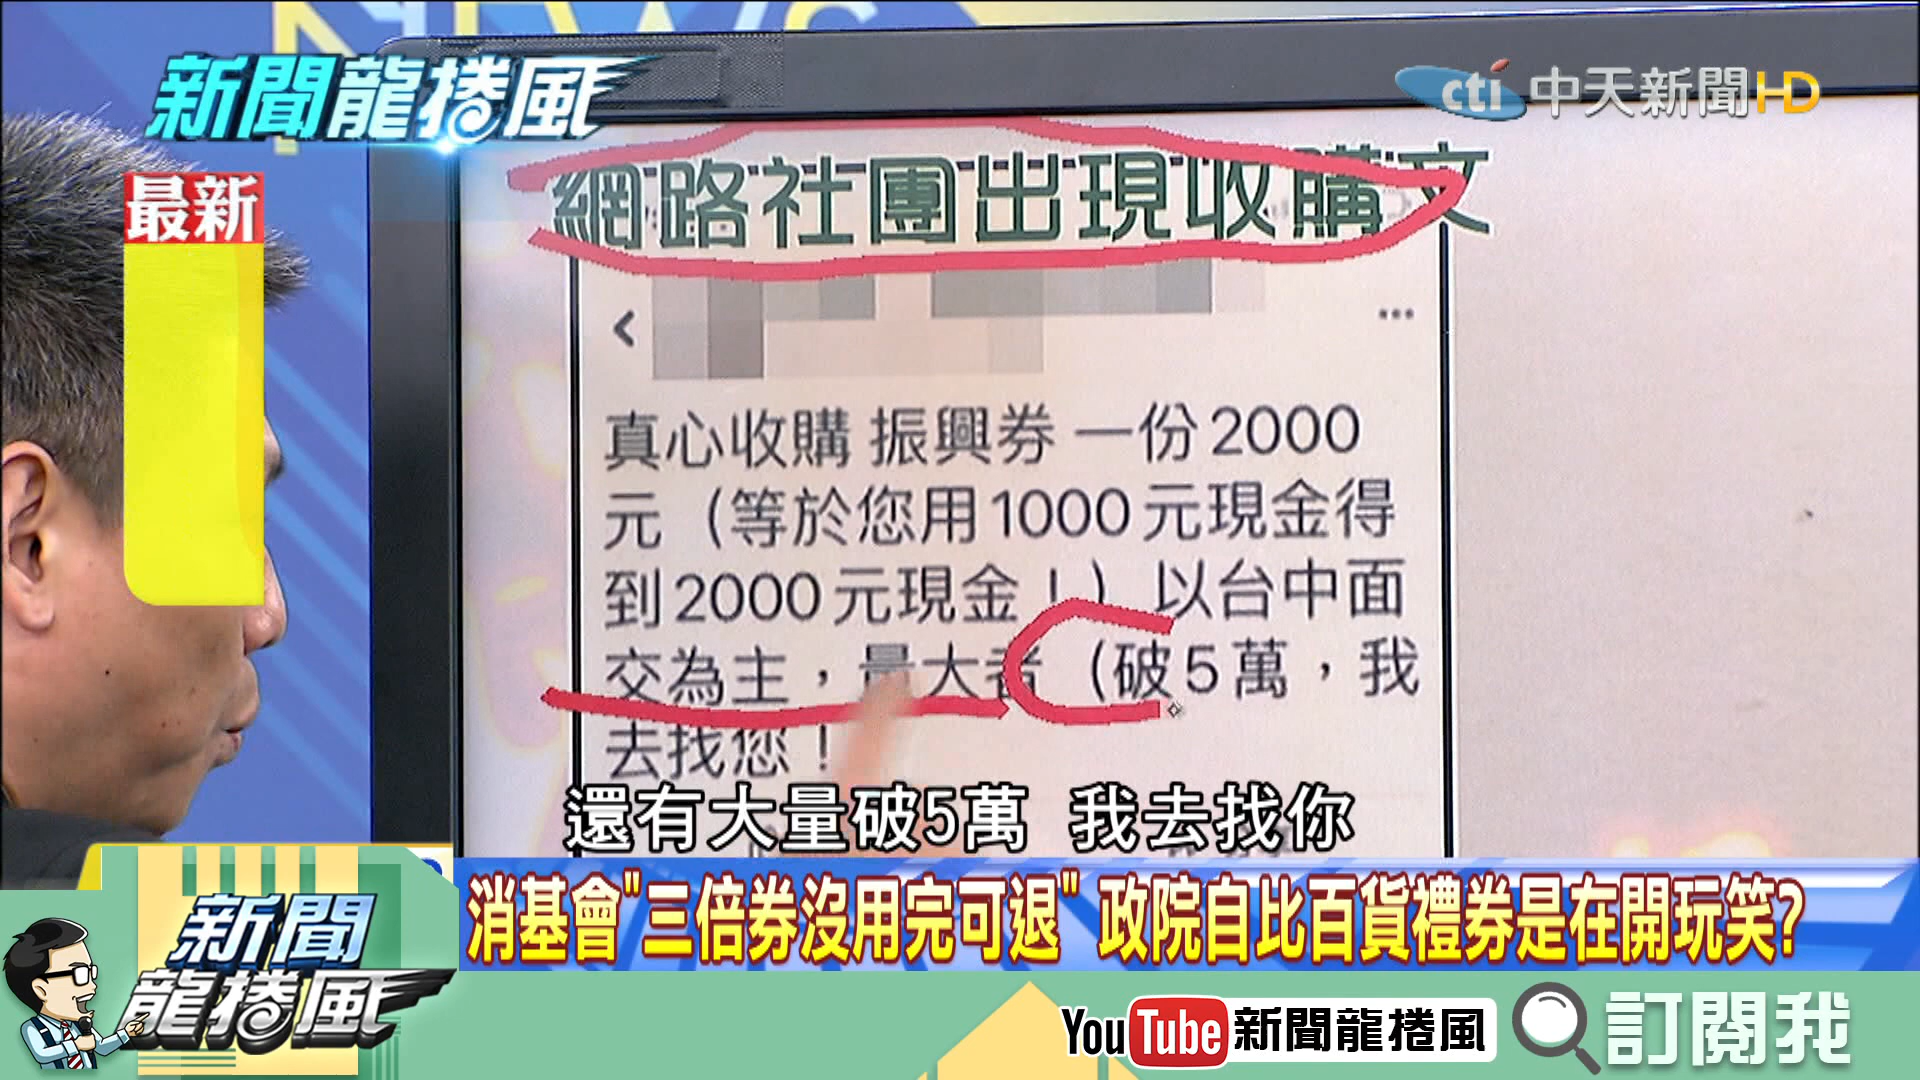 新聞龍捲風
cti 中天新聞HD
最新
網路社團出現收購文
真心收購 振興券 一份2000
元（等於您用1000元現金得
到2000元現金！）以台中面
交為主，量大者（破5萬，我
去找您！
還有大量破5萬 我去找你
消基會"三倍券沒用完可退" 政院自比百貨禮券是在開玩笑?
新聞
龍捲風
YouTube 新聞龍捲風 訂閱我